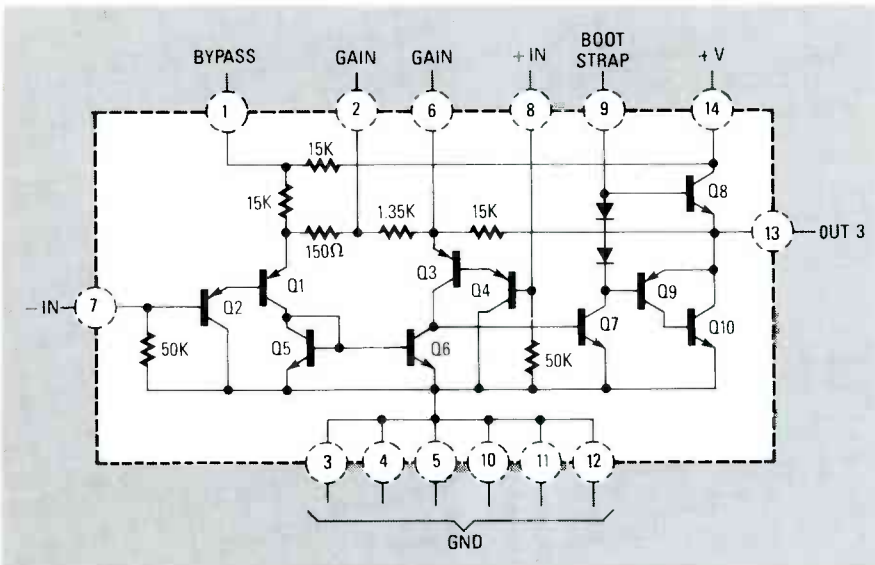 BYPASS
GAIN
GAIN
+ IN
BOOT
STRAP
+ V
1
2
6
8
9
14
15K
15K
1.35K
15K
150Ω
Q8
13
OUT 3
Q3
Q4
Q1
Q9
- IN
7
Q2
Q7
Q10
50K
Q5
Q6
50K
3
4
5
10
11
12
GND